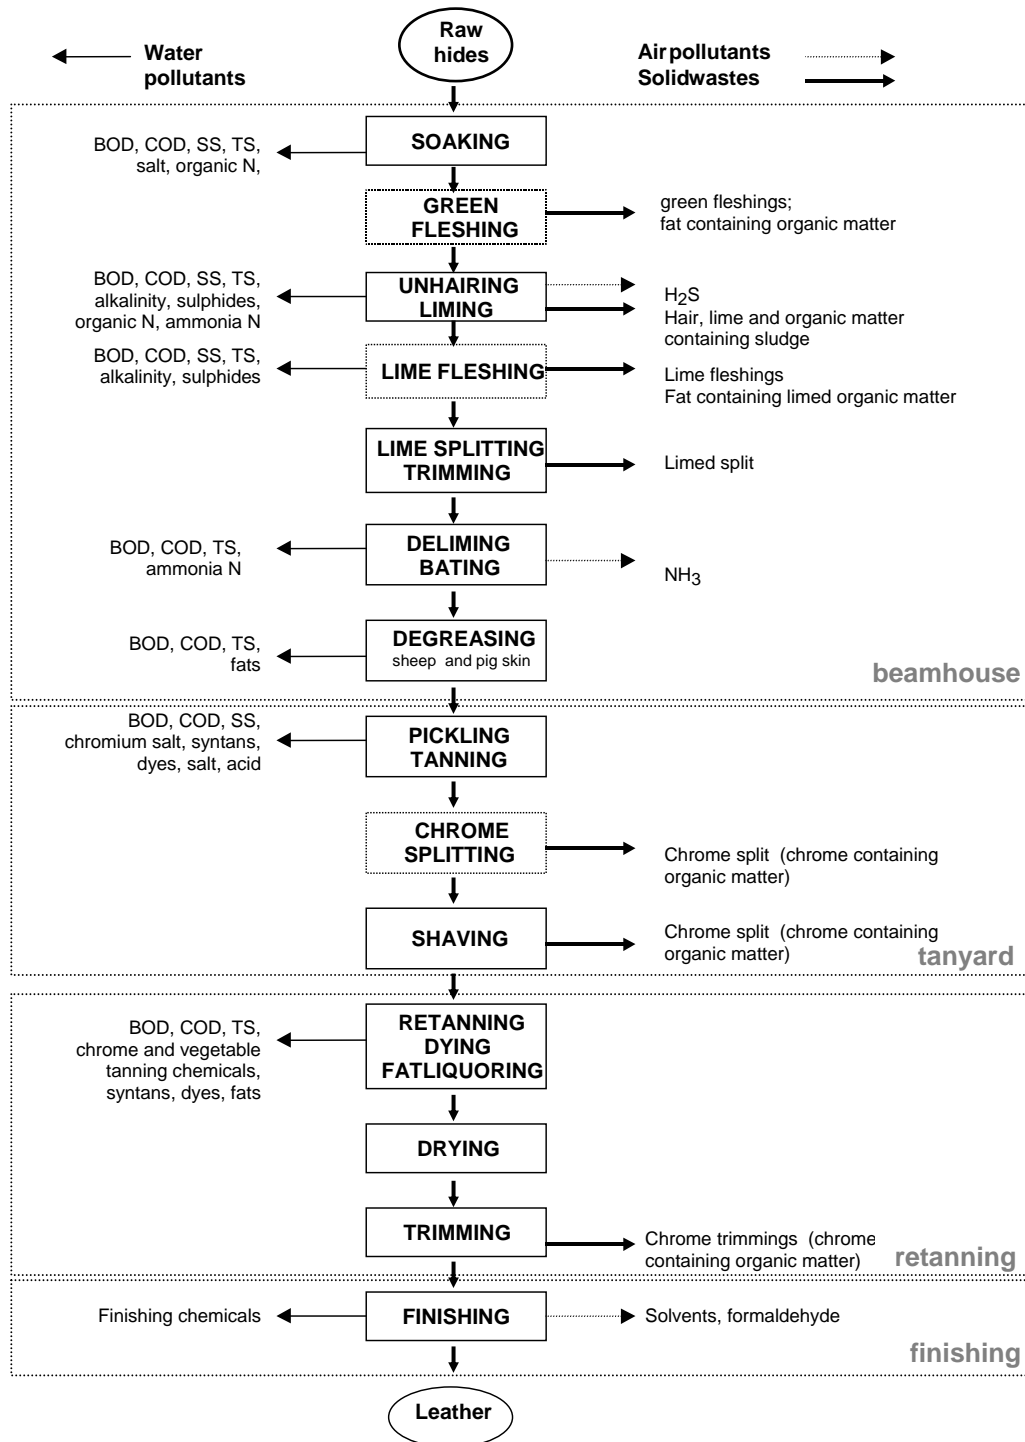 Raw
hides
Water
pollutants
Air pollutants
Solidwastes
BOD, COD, SS, TS,
salt, organic N,
SOAKING
GREEN
FLESHING
green fleshings;
fat containing organic matter
BOD, COD, SS, TS,
alkalinity, sulphides,
organic N, ammonia N
UNHAIRING
LIMING
H2S
Hair, lime and organic matter
containing sludge
BOD, COD, SS, TS,
alkalinity, sulphides
LIME FLESHING
Lime fleshings
Fat containing limed organic matter
LIME SPLITTING
TRIMMING
Limed split
BOD, COD, TS,
ammonia N
DELIMING
BATING
NH3
BOD, COD, TS,
fats
DEGREASING
sheep and pig skin
beamhouse
BOD, COD, SS,
chromium salt, syntans,
dyes, salt, acid
PICKLING
TANNING
CHROME
SPLITTING
Chrome split (chrome containing
organic matter)
SHAVING
Chrome split (chrome containing
organic matter)
tanyard
BOD, COD, TS,
chrome and vegetable
tanning chemicals,
syntans, dyes, fats
RETANNING
DYING
FATLIQUORING
DRYING
TRIMMING
Chrome trimmings (chrome
containing organic matter)
retanning
Finishing chemicals
FINISHING
Solvents, formaldehyde
finishing
Leather